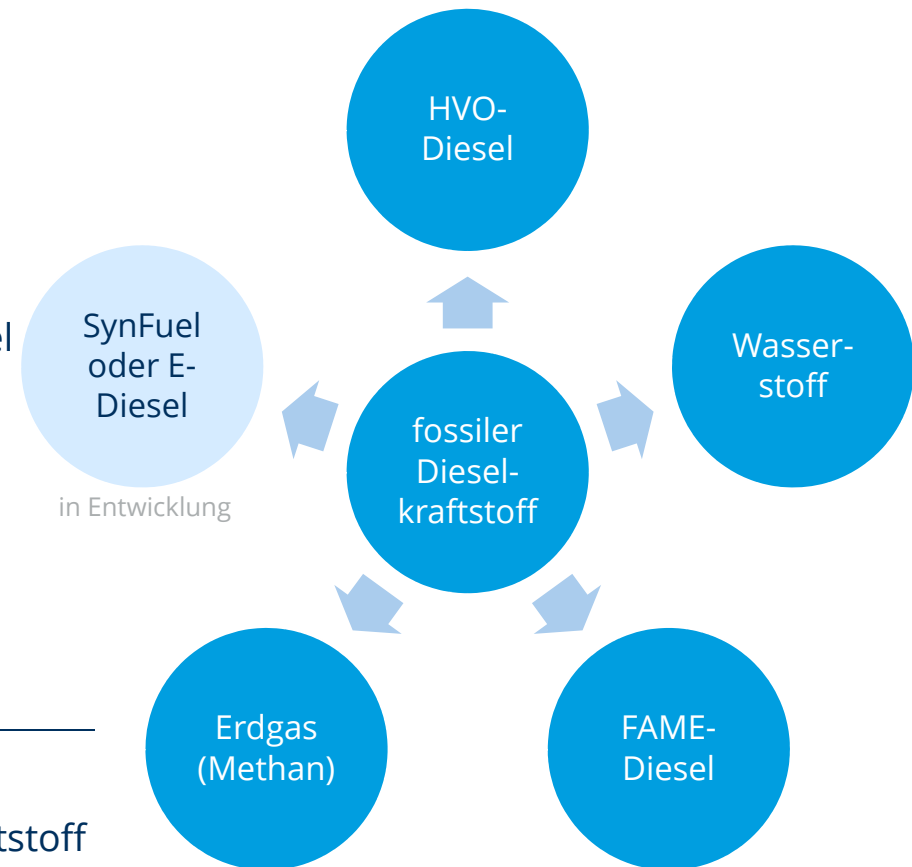 HVO-
Diesel
SynFuel
oder E-
Diesel
in Entwicklung
Wasser-
stoff
fossiler
Diesel-
kraftstoff
Erdgas
(Methan)
FAME-
Diesel